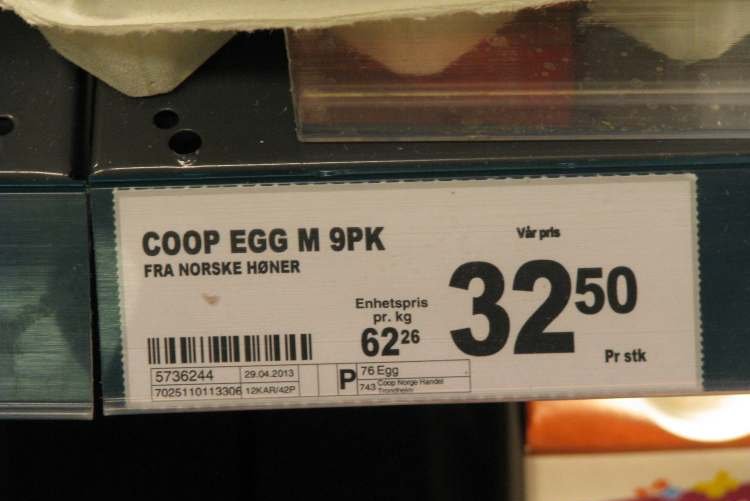 COOP EGG M 9PK
FRA NORSKE HØNER
Vår pris
32 50
Pr stk
Enhetspris
pr. kg
62 26
5736244 29.04.2013
7025110113306 12KAR/42P
P
76 Egg
743 Coop Norge Handel
Trondheim